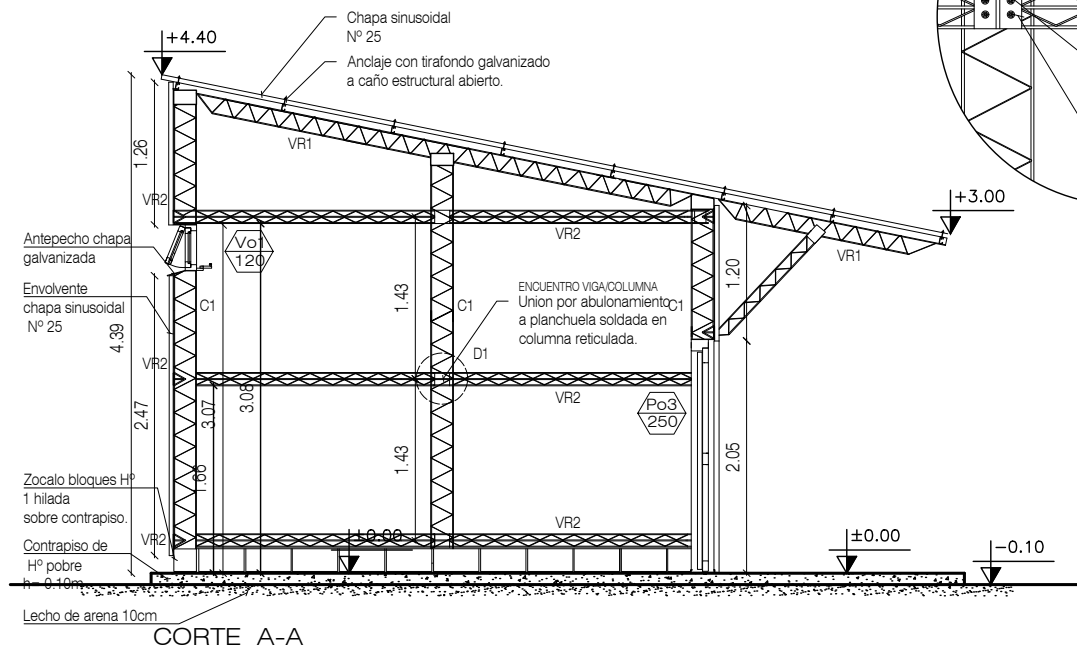 Chapa sinusoidal
Nº 25
+4.40
Anclaje con tirafondo galvanizado
a caño estructural abierto.
VR1
1.26
VR2
+3.00
VR2
VR1
Antepecho chapa
galvanizada
Vo1
120
1.20
Envolvente
chapa sinusoidal
Nº 25
C1
1.43
C1
ENCUENTRO VIGA/COLUMNA
Union por abulonamiento
a planchuela soldada en
columna reticulada.
C1
4.39
D1
VR2
VR2
2.47
3.07
3.08
Po3
250
1.43
2.05
1.66
Zocalo bloques Hº
1 hilada
sobre contrapiso.
VR2
VR2
±0.00
±0.00
-0.10
Contrapiso de
Hº pobre
h= 0.10m
Lecho de arena 10cm
CORTE A-A